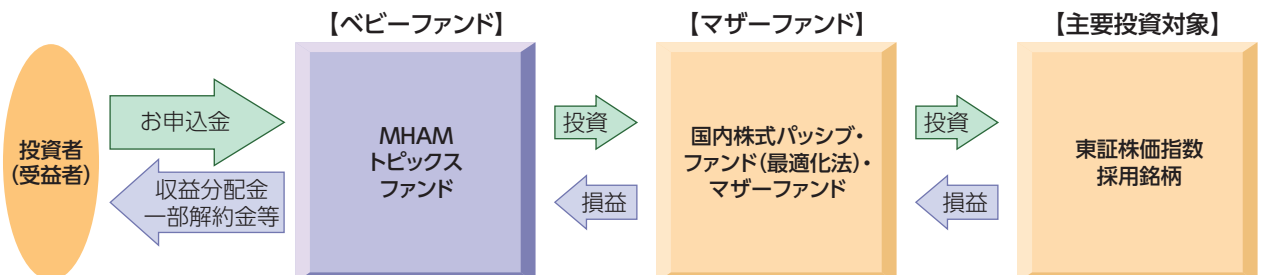 【ベビーファンド】
【マザーファンド】
【主要投資対象】
投資者
(受益者)
お申込金
収益分配金
一部解約金等
MHAM
トピックス
ファンド
投資
損益
国内株式パッシブ・
ファンド(最適化法)・
マザーファンド
投資
損益
東証株価指数
採用銘柄